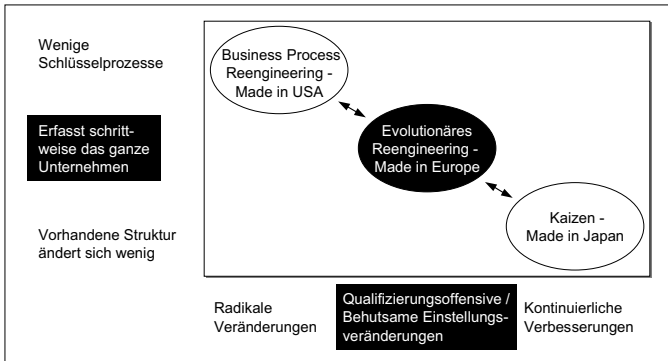 Wenige
Schlüsselprozesse
Business Process
Reengineering -
Made in USA
Erfasst schritt-
weise das ganze
Unternehmen
Evolutionäres
Reengineering -
Made in Europe
Vorhandene Struktur
ändert sich wenig
Kaizen -
Made in Japan
Radikale
Veränderungen
Qualifizierungsoffensive /
Behutsame Einstellungs-
veränderungen
Kontinuierliche
Verbesserungen